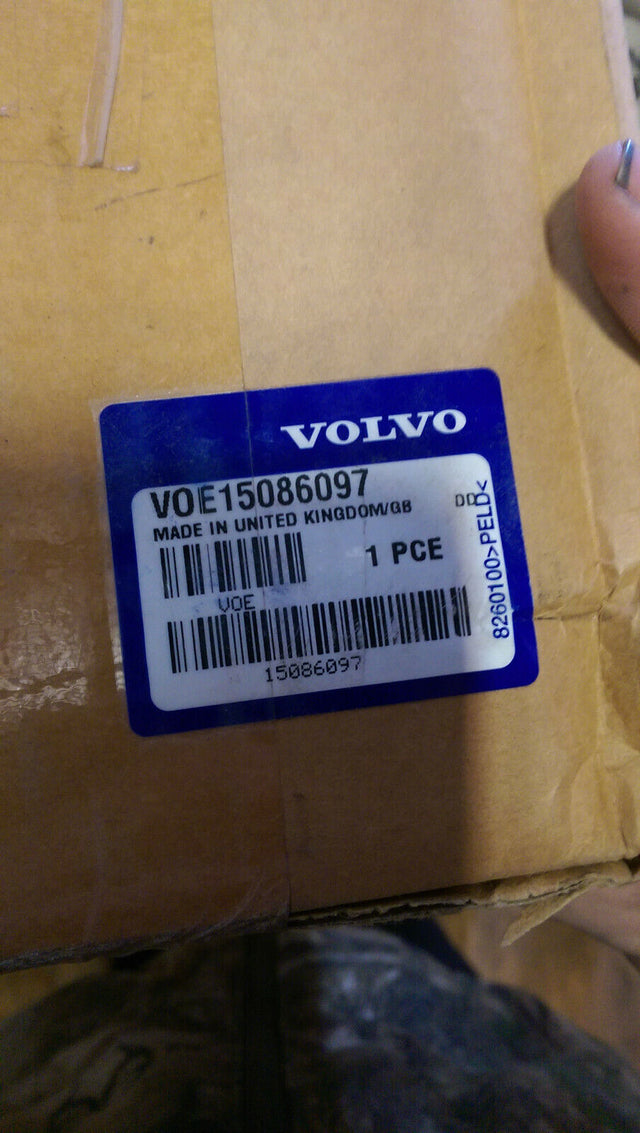 VOLVO
VOE15086097
MADE IN UNITED KINGDOM/GB
DD
1 PCE
VOE
15086097
8260100>PELD<